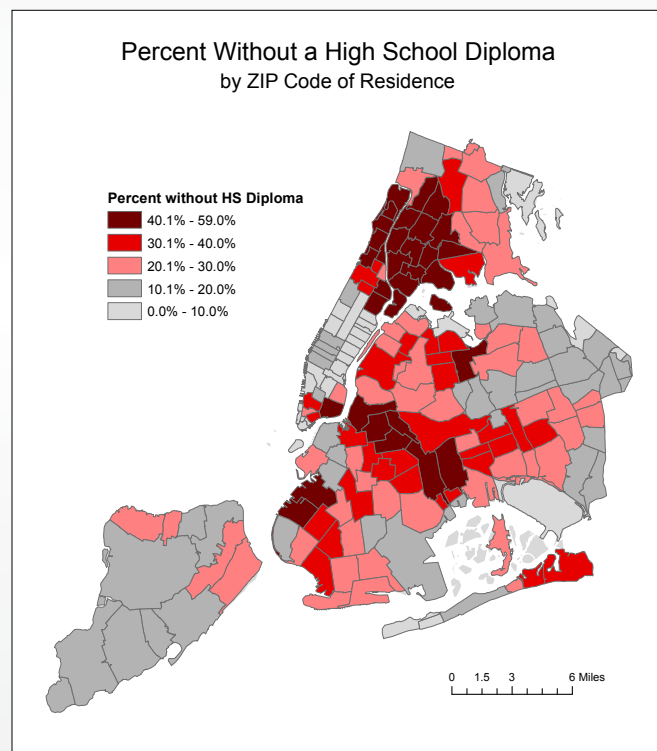 Percent Without a High School Diploma
by ZIP Code of Residence
Percent without HS Diploma
40.1% - 59.0%
30.1% - 40.0%
20.1% - 30.0%
10.1% - 20.0%
0.0% - 10.0%
0 1.5 3 6 Miles